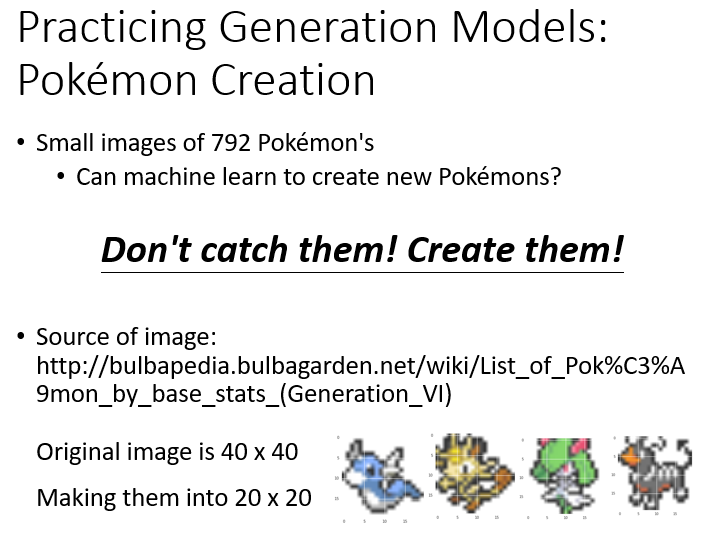 Practicing Generation Models:
Pokémon Creation
• Small images of 792 Pokémon's
• Can machine learn to create new Pokémons?
Don't catch them! Create them!
• Source of image:
http://bulbapedia.bulbagarden.net/wiki/List_of_Pok%C3%A
9mon_by_base_stats_(Generation_VI)
Original image is 40 x 40
Making them into 20 x 20